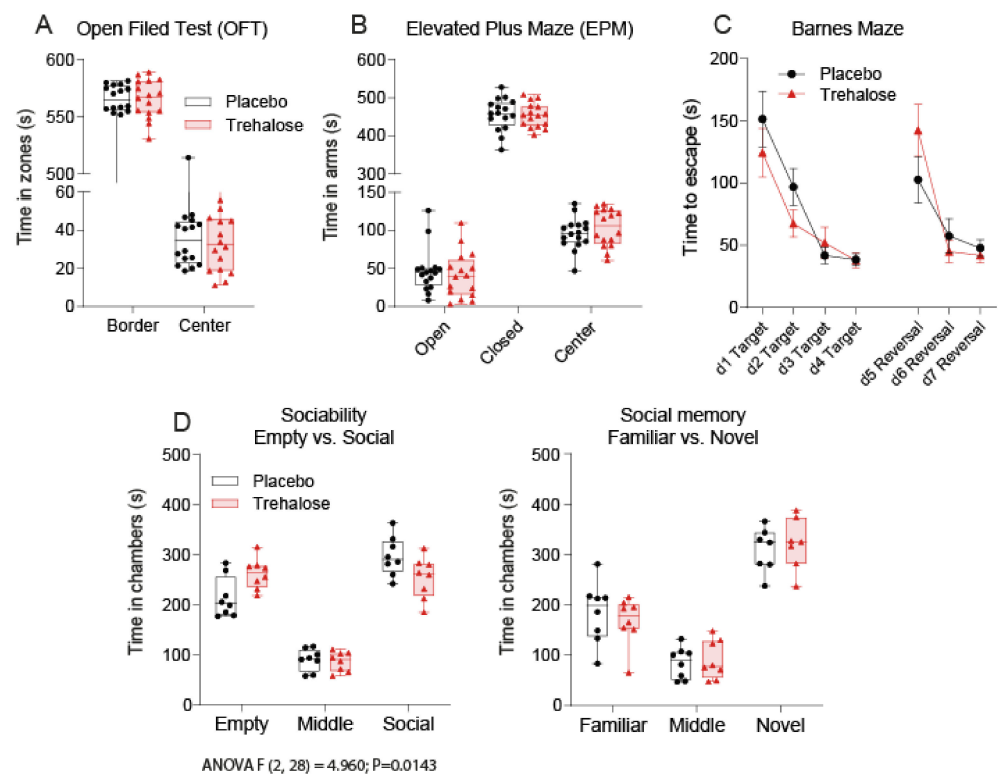 A
Open Filed Test (OFT)
Time in zones (s)
600
550
500
60
40
20
0
Placebo
Trehalose
Border
Center
B
Elevated Plus Maze (EPM)
Time in arms (s)
600
500
400
300
150
100
50
0
Open
Closed
Center
C
Barnes Maze
Time to escape (s)
200
150
100
50
0
Placebo
Trehalose
d1 Target
d2 Target
d3 Target
d4 Target
d5 Reversal
d6 Reversal
d7 Reversal
D
Sociability
Empty vs. Social
Time in chambers (s)
500
400
300
200
100
0
Placebo
Trehalose
Empty
Middle
Social
ANOVA F (2, 28) = 4.960; P=0.0143
Social memory
Familiar vs. Novel
Time in chambers (s)
500
400
300
200
100
0
Familiar
Middle
Novel